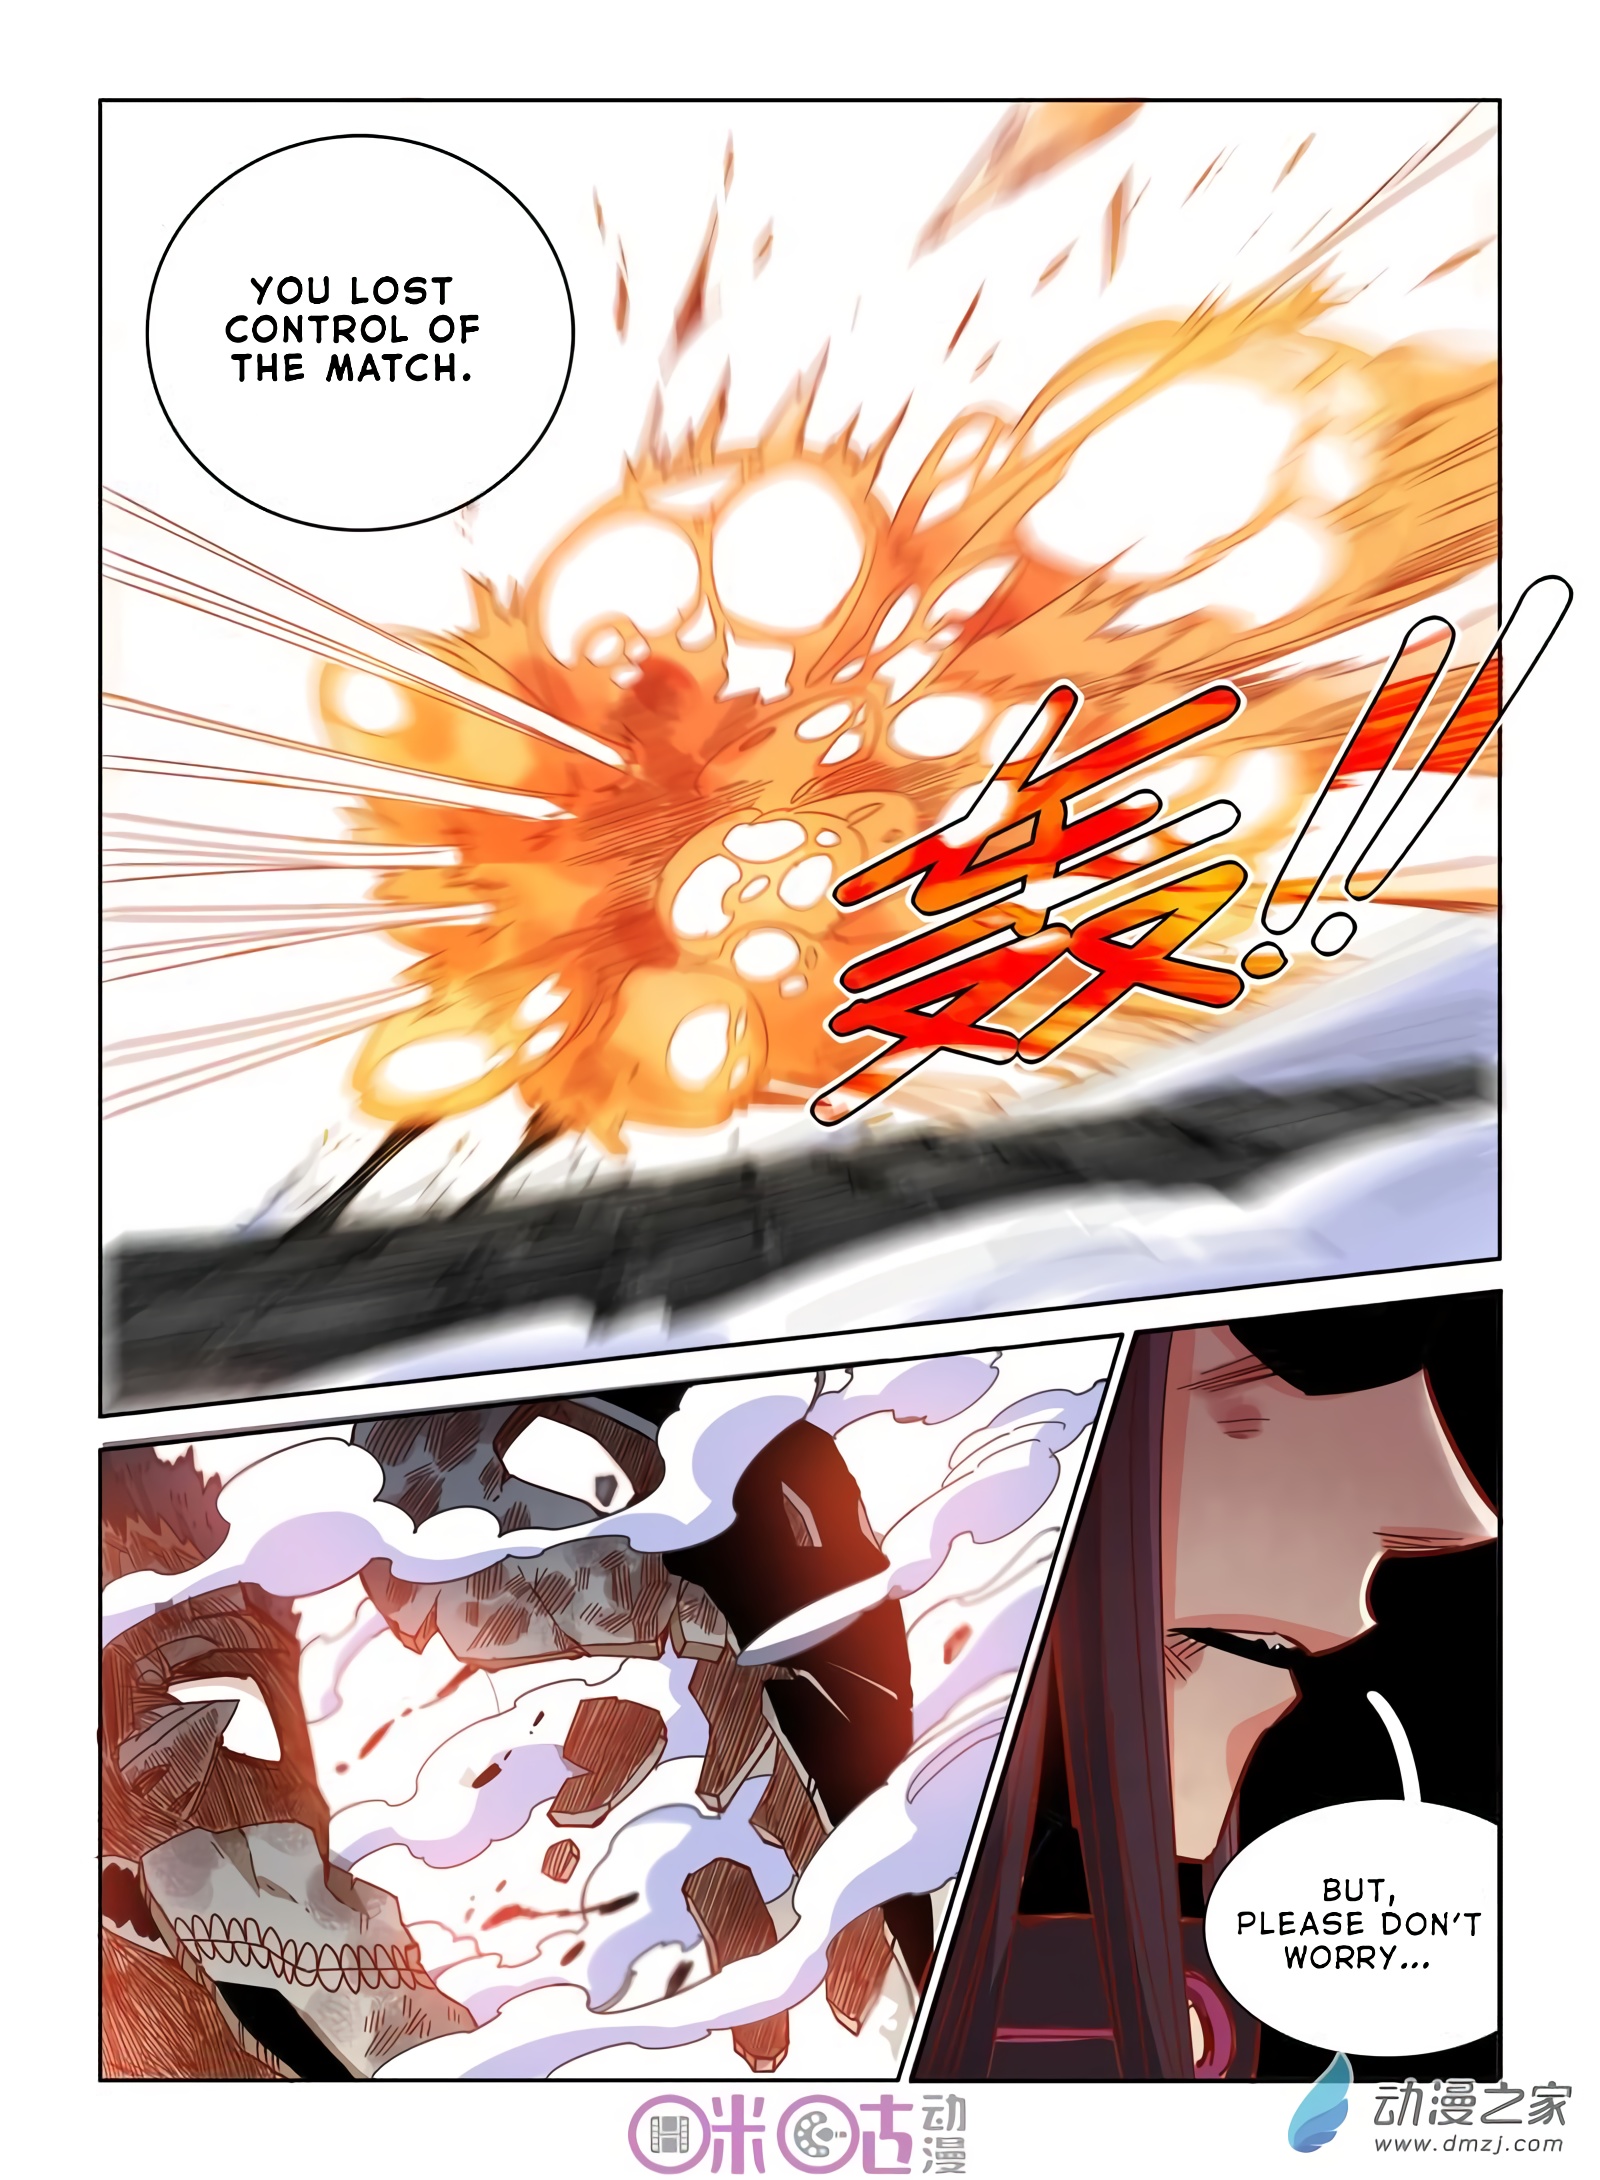 YOU LOST
CONTROL OF
THE MATCH.
轰!!
BUT,
PLEASE DON'T
WORRY...
咪咕动漫
动漫之家
www.dmzj.com